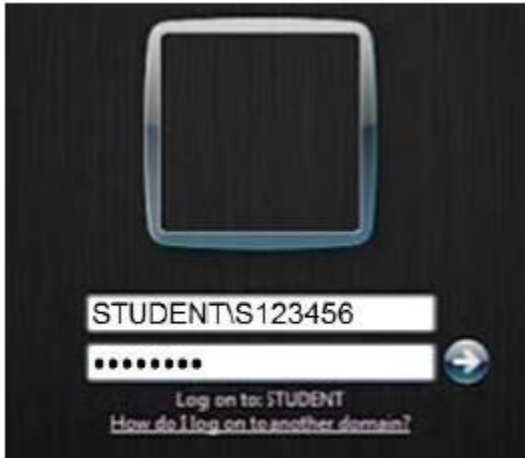 STUDENT\S123456
••••••••
Log on to: STUDENT
How do I log on to another domain?